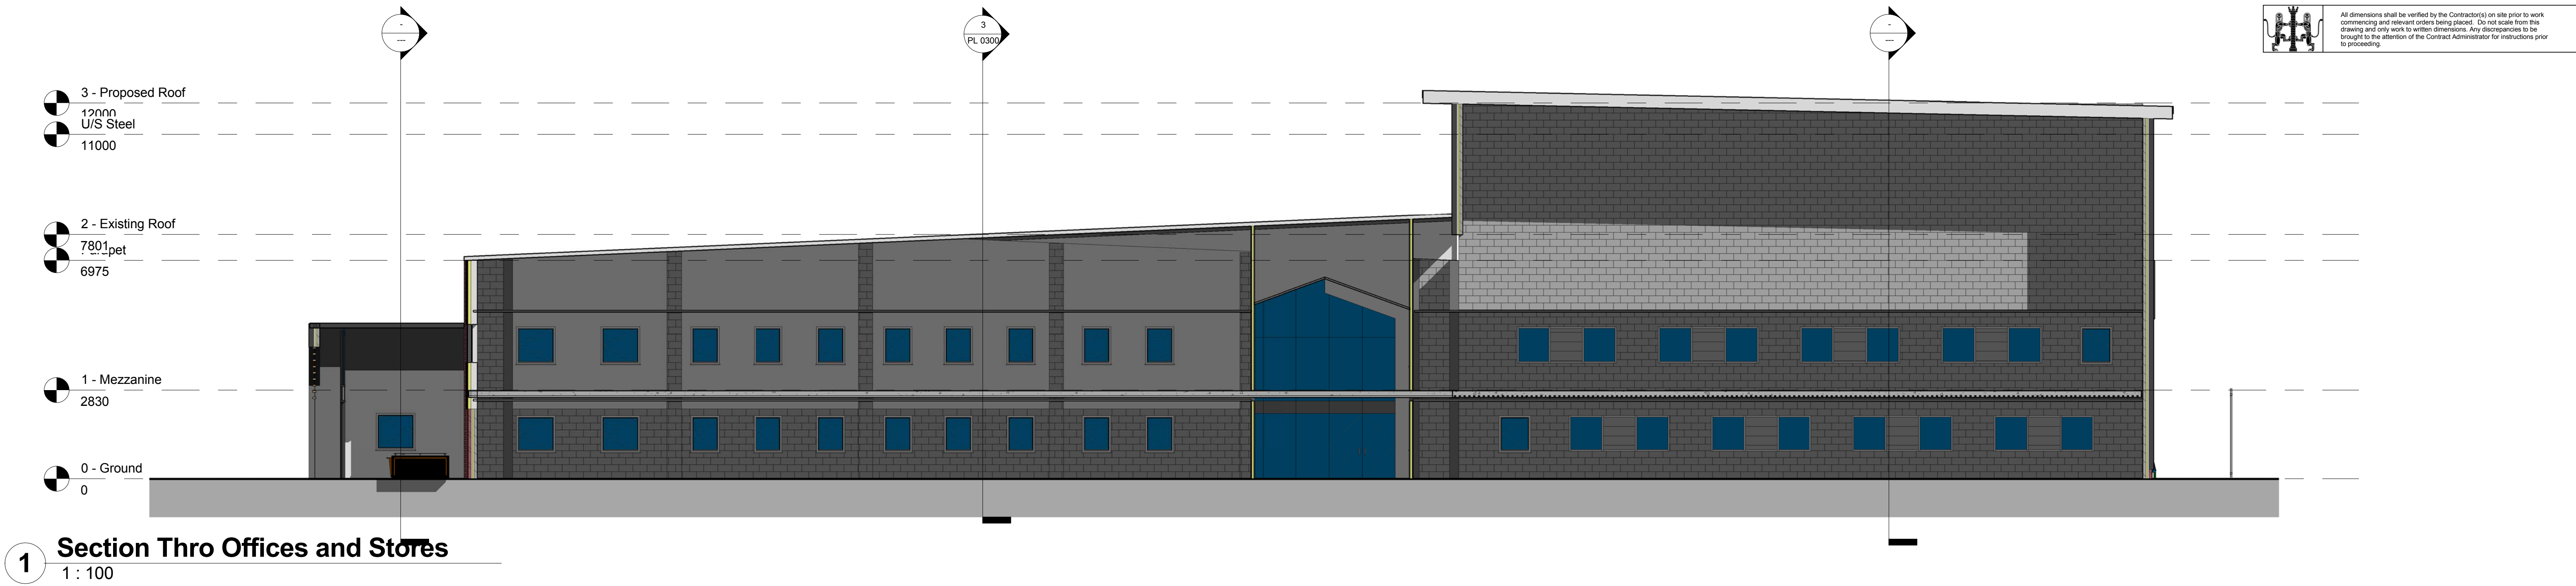 -
---
3
PL 0300
-
---
All dimensions shall be verified by the Contractor(s) on site prior to work
commencing and relevant orders being placed. Do not scale from this
drawing and only work to written dimensions. Any discrepancies to be
brought to the attention of the Contract Administrator for instructions prior
to proceeding.
3 - Proposed Roof
12000
U/S Steel
11000
2 - Existing Roof
7801
6975
1 - Mezzanine
2830
0 - Ground
0
1
Section Thro Offices and Stores
1 : 100